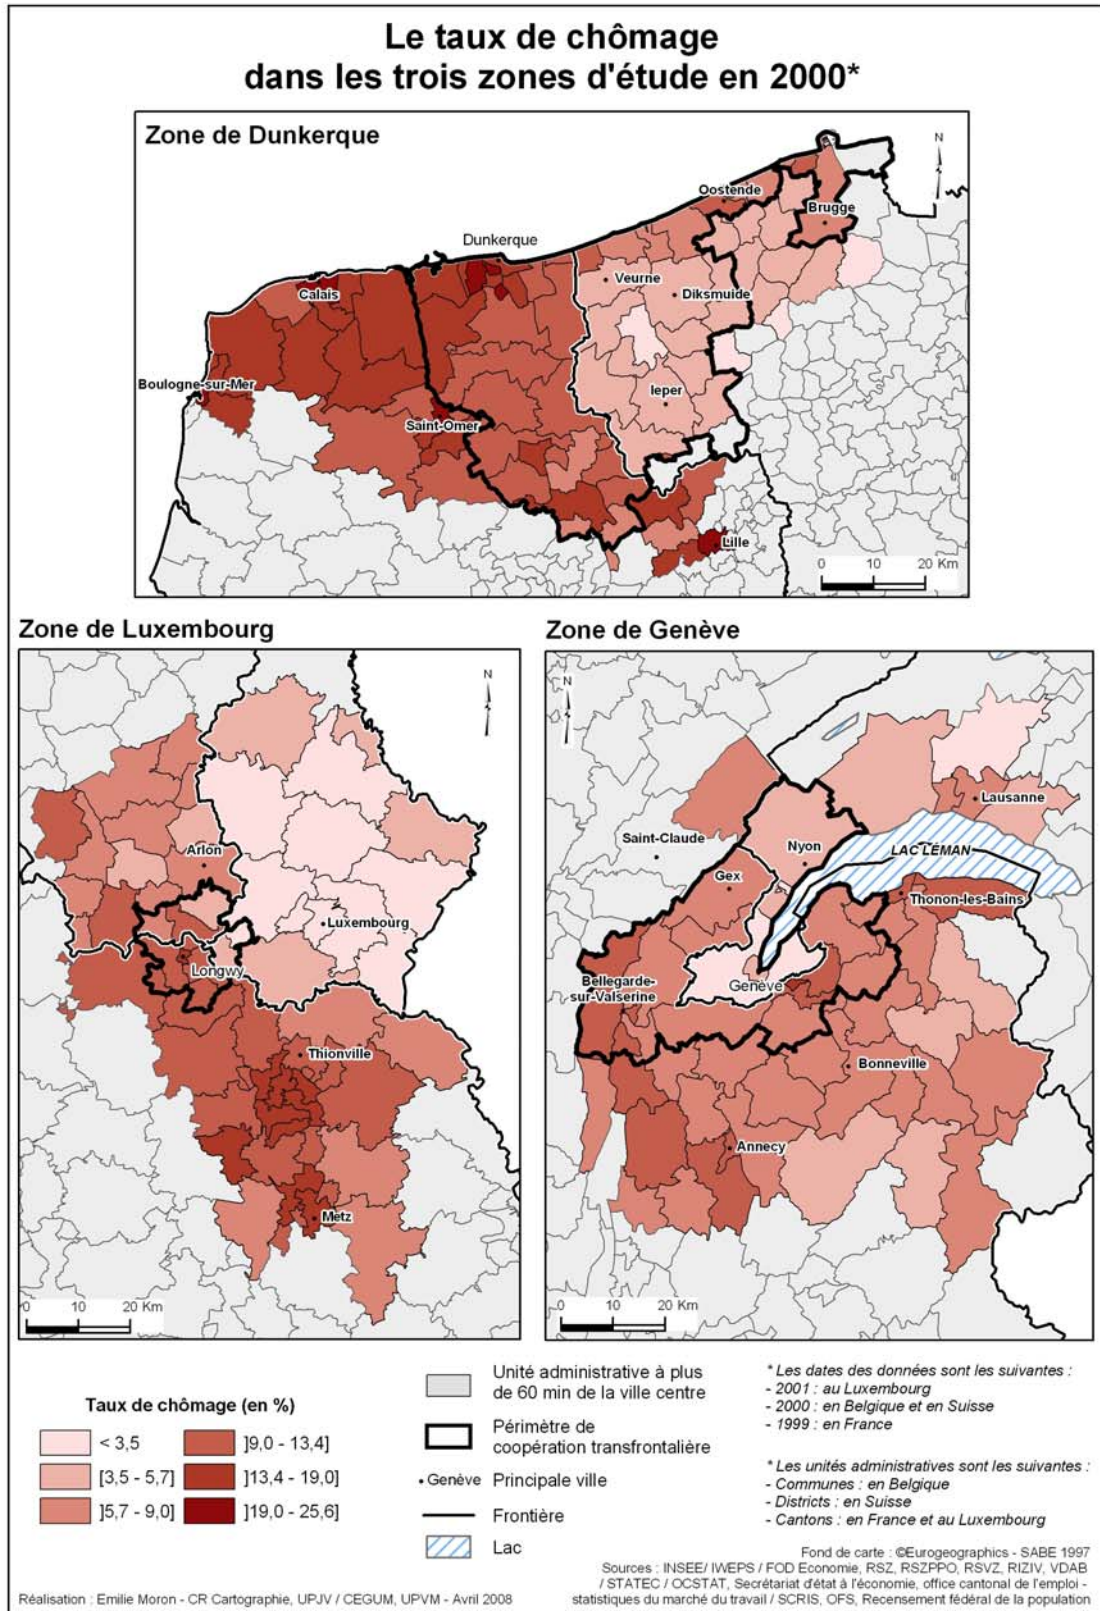 Le taux de chômage
dans les trois zones d'étude en 2000*
Zone de Dunkerque
N
Oostende
Brugge
Dunkerque
Veurne
Calais
Diksmuide
Boulogne-sur-Mer
Ieper
Saint-Omer
Lille
0 10 20 Km
Zone de Luxembourg
N
Arlon
Luxembourg
Longwy
Thionville
Metz
0 10 20 Km
Zone de Genève
N
Lausanne
Saint-Claude
Nyon
LAC LÉMAN
Gex
Thonon-les-Bains
Bellegarde-
sur-Valserine
Genève
Bonneville
Annecy
0 10 20 Km
Taux de chômage (en %)
< 3,5
[3,5 - 5,7]
]5,7 - 9,0]
]9,0 - 13,4]
]13,4 - 19,0]
]19,0 - 25,6]
Unité administrative à plus
de 60 min de la ville centre
Périmètre de
coopération transfrontalière
Genève Principale ville
Frontière
Lac
* Les dates des données sont les suivantes :
- 2001 : au Luxembourg
- 2000 : en Belgique et en Suisse
- 1999 : en France
* Les unités administratives sont les suivantes :
- Communes : en Belgique
- Districts : en Suisse
- Cantons : en France et au Luxembourg
Fond de carte : ©Eurogeographics - SABE 1997
Sources : INSEE/ IWEPS / FOD Economie, RSZ, RSZPPO, RSVZ, RIZIV, VDAB
/ STATEC / OCSTAT, Secrétariat d'état à l'économie, office cantonal de l'emploi -
statistiques du marché du travail / SCRIS, OFS, Recensement fédéral de la population
Réalisation : Emilie Moron - CR Cartographie, UPJV / CEGUM, UPVM - Avril 2008